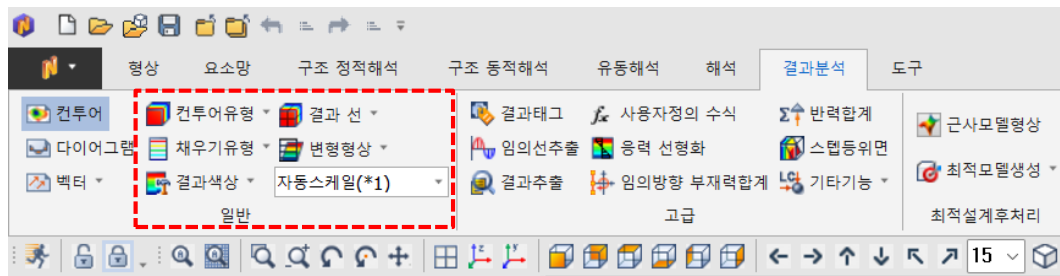 형상 요소망 구조 정적해석 구조 동적해석 유동해석 해석 결과분석 도구
컨투어 컨투어유형 결과 선 결과태그 fx 사용자정의 수식 반력합계 근사모델형상
다이어그램 채우기유형 변형형상 임의선추출 응력 선형화 스텝등위면 최적모델생성
벡터 결과색상 자동스케일(*1) 결과추출 임의방향 부재력합계 LCb 기타기능
일반 고급 최적설계후처리
15